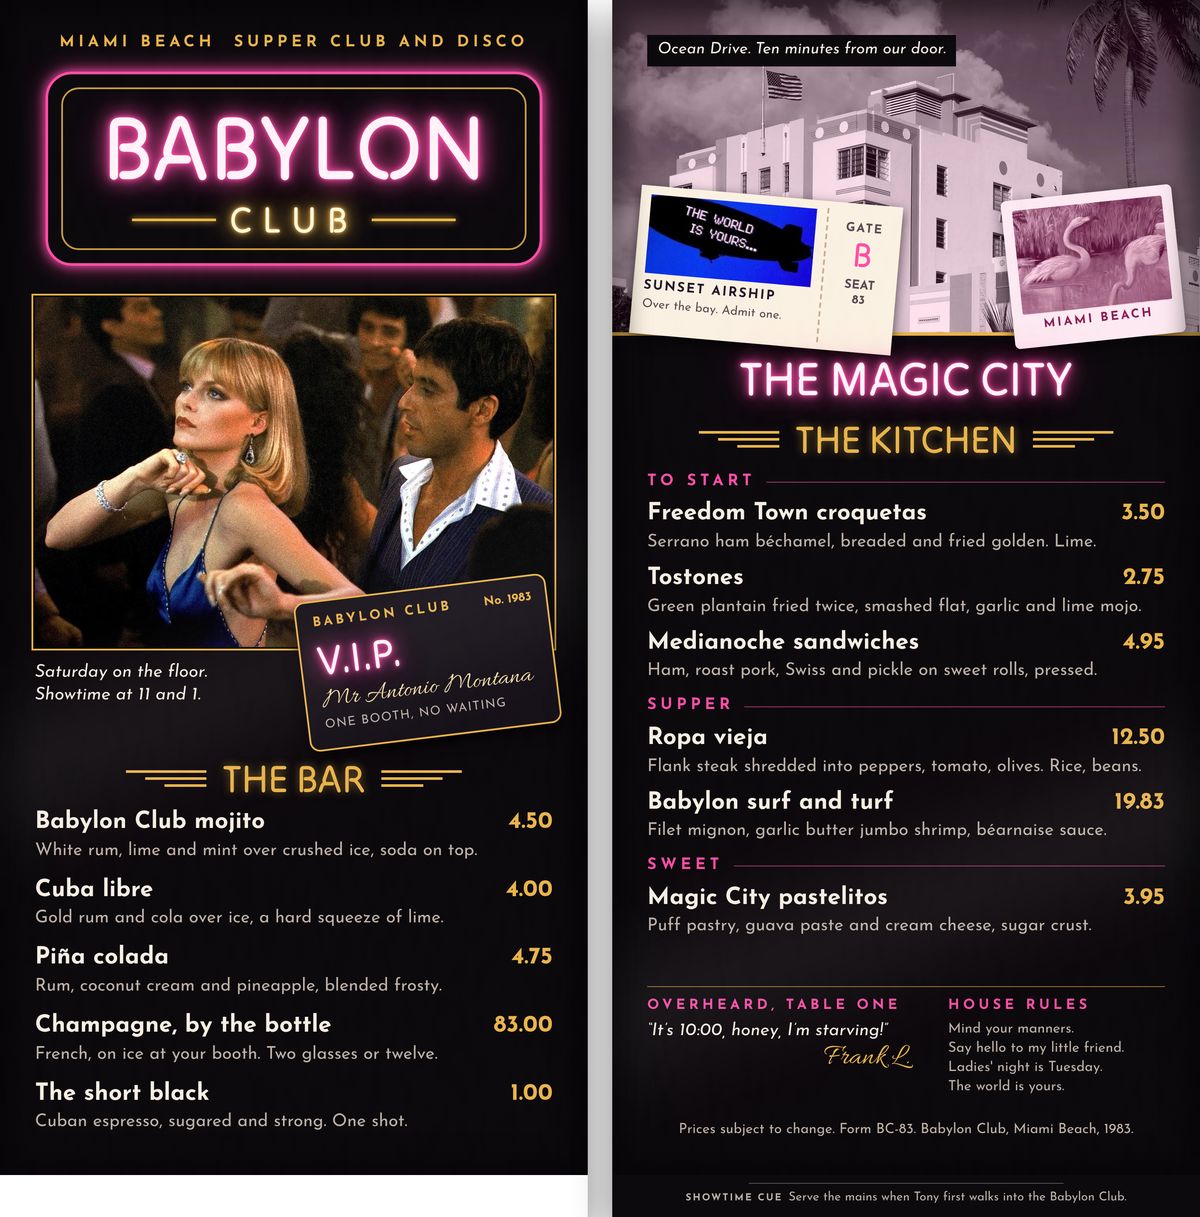 MIAMI BEACH SUPPER CLUB AND DISCO
BABYLON
CLUB
BABYLON CLUB No. 1983
V.I.P.
Mr Antonio Montana
ONE BOOTH, NO WAITING
Saturday on the floor.
Showtime at 11 and 1.
THE BAR
Babylon Club mojito 4.50
White rum, lime and mint over crushed ice, soda on top.
Cuba libre 4.00
Gold rum and cola over ice, a hard squeeze of lime.
Piña colada 4.75
Rum, coconut cream and pineapple, blended frosty.
Champagne, by the bottle 83.00
French, on ice at your booth. Two glasses or twelve.
The short black 1.00
Cuban espresso, sugared and strong. One shot.
Ocean Drive. Ten minutes from our door.
THE WORLD
IS YOURS...
SUNSET AIRSHIP
Over the bay. Admit one.
GATE
B
SEAT
83
MIAMI BEACH
THE MAGIC CITY
THE KITCHEN
TO START
Freedom Town croquetas 3.50
Serrano ham béchamel, breaded and fried golden. Lime.
Tostones 2.75
Green plantain fried twice, smashed flat, garlic and lime mojo.
Medianoche sandwiches 4.95
Ham, roast pork, Swiss and pickle on sweet rolls, pressed.
SUPPER
Ropa vieja 12.50
Flank steak shredded into peppers, tomato, olives. Rice, beans.
Babylon surf and turf 19.83
Filet mignon, garlic butter jumbo shrimp, béarnaise sauce.
SWEET
Magic City pastelitos 3.95
Puff pastry, guava paste and cream cheese, sugar crust.
OVERHEARD, TABLE ONE
"It's 10:00, honey, I'm starving!"
Frank L.
HOUSE RULES
Mind your manners.
Say hello to my little friend.
Ladies' night is Tuesday.
The world is yours.
Prices subject to change. Form BC-83. Babylon Club, Miami Beach, 1983.
SHOWTIME CUE Serve the mains when Tony first walks into the Babylon Club.